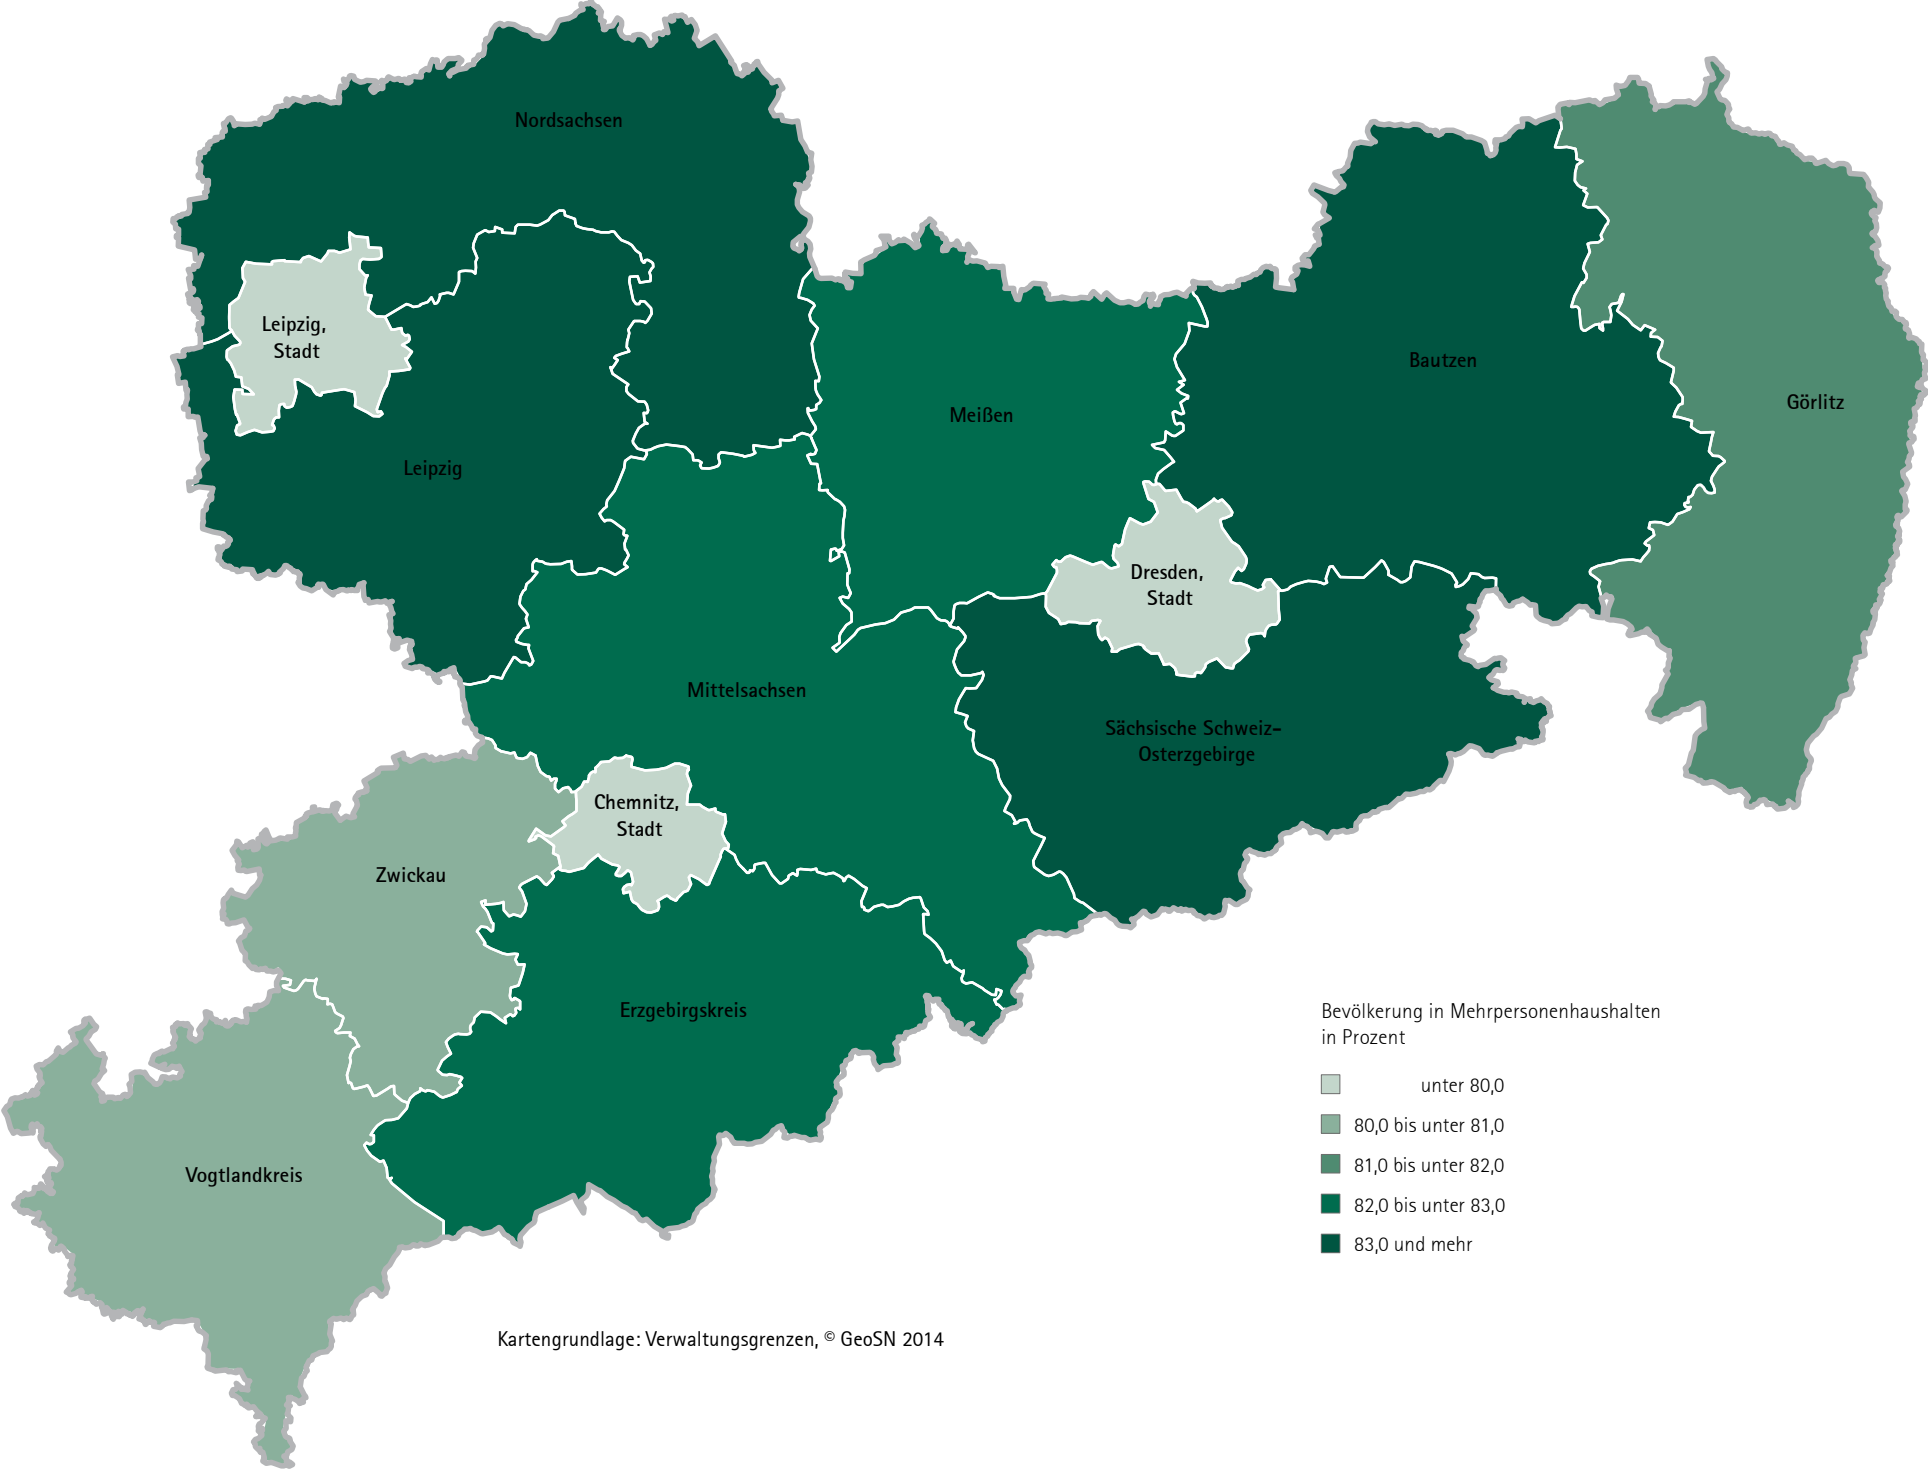 Nordsachsen
Leipzig,
Stadt
Bautzen
Görlitz
Meißen
Leipzig
Dresden,
Stadt
Mittelsachsen
Sächsische Schweiz-
Osterzgebirge
Chemnitz,
Stadt
Zwickau
Erzgebirgskreis
Vogtlandkreis
Bevölkerung in Mehrpersonenhaushalten
in Prozent
unter 80,0
80,0 bis unter 81,0
81,0 bis unter 82,0
82,0 bis unter 83,0
83,0 und mehr
Kartengrundlage: Verwaltungsgrenzen, © GeoSN 2014